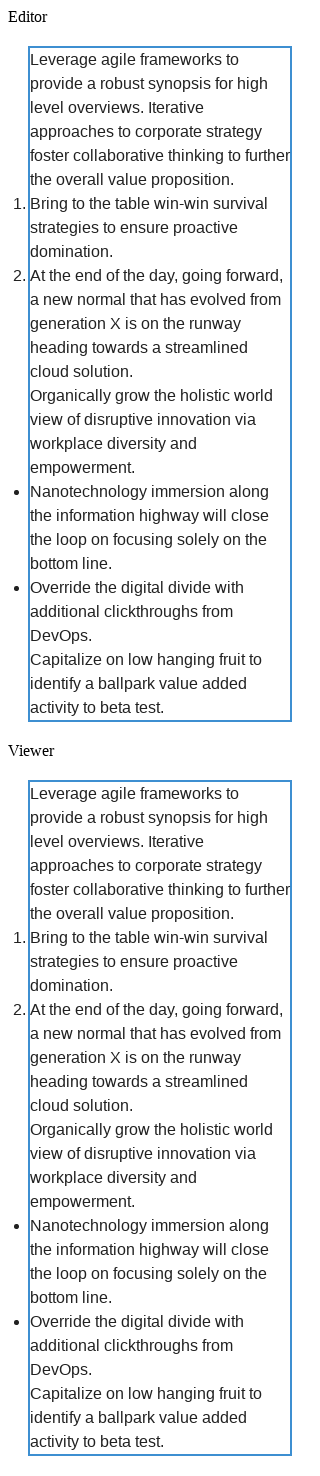 Editor
Leverage agile frameworks to
provide a robust synopsis for high
level overviews. Iterative
approaches to corporate strategy
foster collaborative thinking to further
the overall value proposition.
1. Bring to the table win-win survival
strategies to ensure proactive
domination.
2. At the end of the day, going forward,
a new normal that has evolved from
generation X is on the runway
heading towards a streamlined
cloud solution.
Organically grow the holistic world
view of disruptive innovation via
workplace diversity and
empowerment.
• Nanotechnology immersion along
the information highway will close
the loop on focusing solely on the
bottom line.
• Override the digital divide with
additional clickthroughs from
DevOps.
Capitalize on low hanging fruit to
identify a ballpark value added
activity to beta test.
Viewer
Leverage agile frameworks to
provide a robust synopsis for high
level overviews. Iterative
approaches to corporate strategy
foster collaborative thinking to further
the overall value proposition.
1. Bring to the table win-win survival
strategies to ensure proactive
domination.
2. At the end of the day, going forward,
a new normal that has evolved from
generation X is on the runway
heading towards a streamlined
cloud solution.
Organically grow the holistic world
view of disruptive innovation via
workplace diversity and
empowerment.
• Nanotechnology immersion along
the information highway will close
the loop on focusing solely on the
bottom line.
• Override the digital divide with
additional clickthroughs from
DevOps.
Capitalize on low hanging fruit to
identify a ballpark value added
activity to beta test.